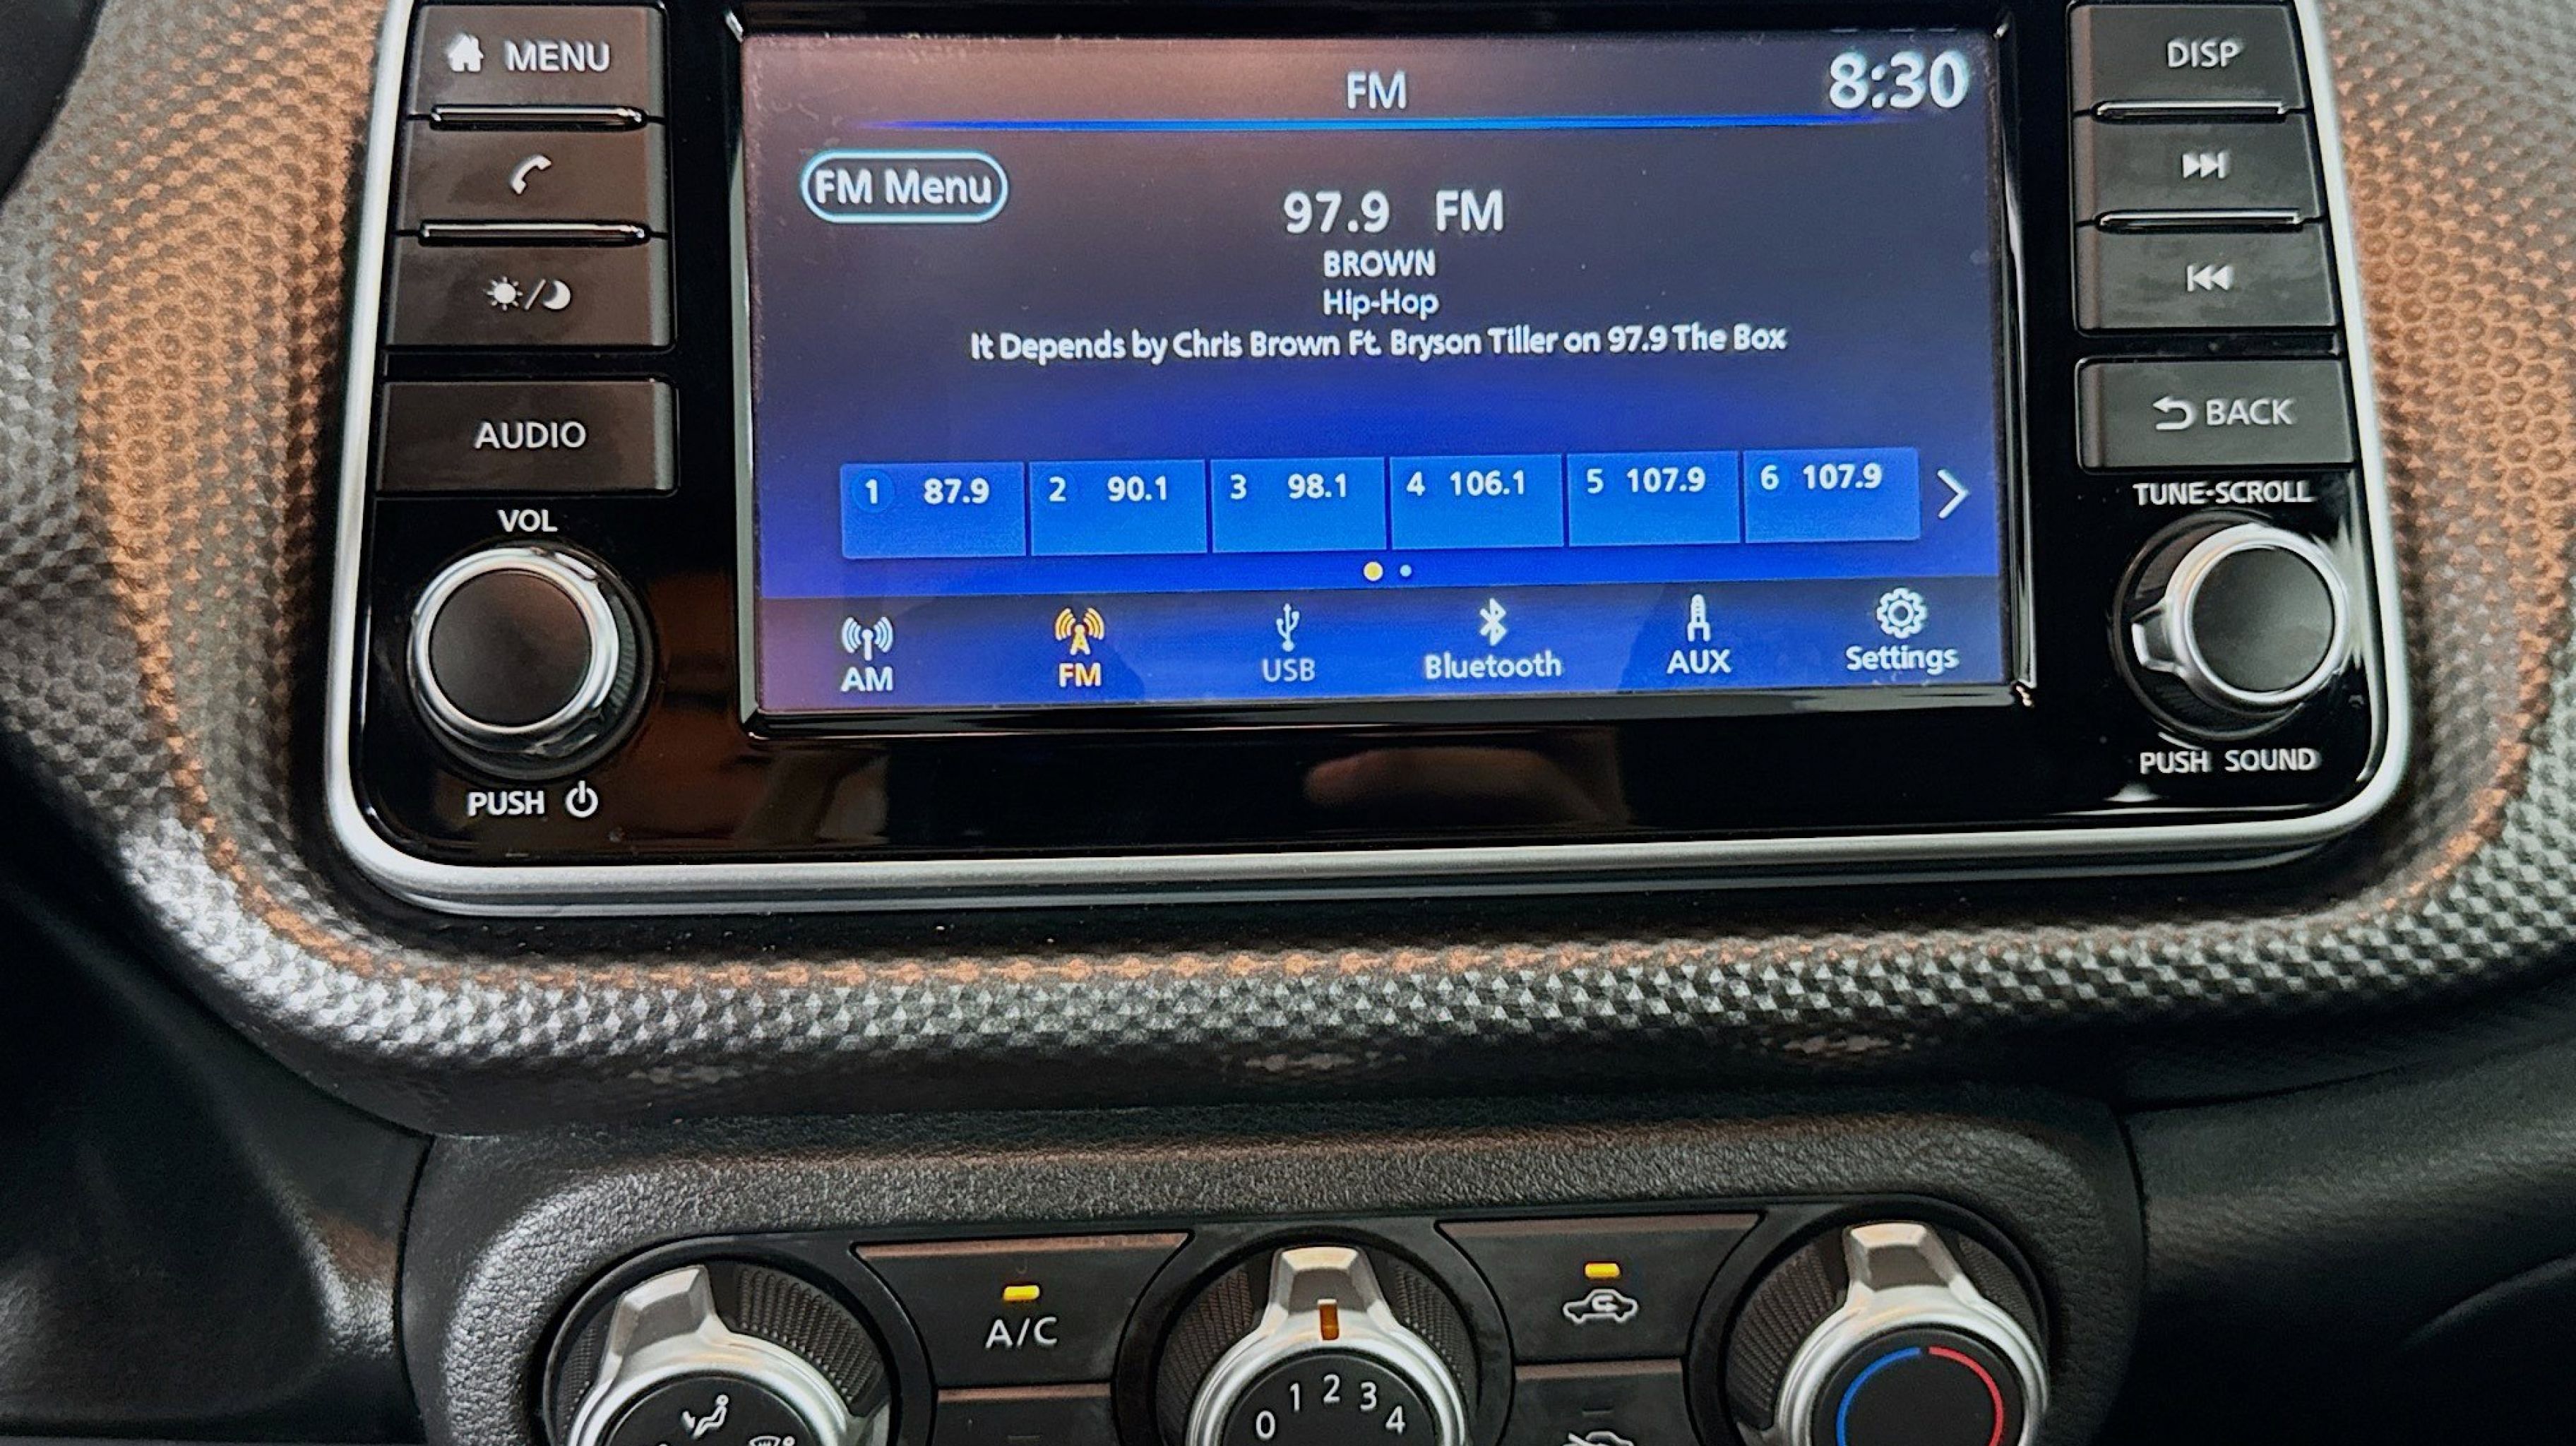 MENU
AUDIO
VOL
PUSH
FM 8:30
FM Menu
97.9 FM
BROWN
Hip-Hop
It Depends by Chris Brown Ft. Bryson Tiller on 97.9 The Box
1 87.9 2 90.1 3 98.1 4 106.1 5 107.9 6 107.9
AM FM USB Bluetooth AUX Settings
DISP
BACK
TUNE·SCROLL
PUSH SOUND
A/C
0 1 2 3 4